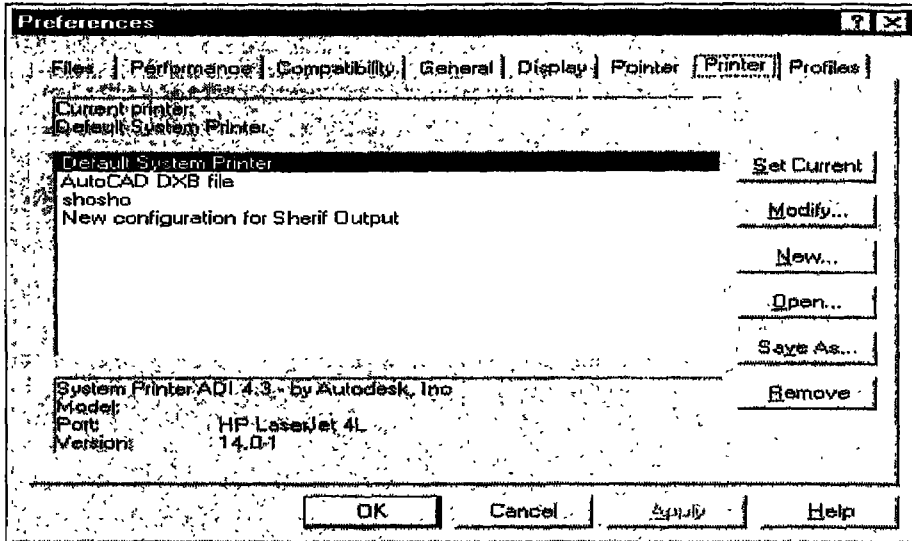 Preferences
Files Performance Compatibility General Display Pointer Printer Profiles
Current printer:
Default System Printer
Default System Printer
AutoCAD DXB file
shosho
New configuration for Sherif Output
Set Current
Modify...
New...
Open...
Save As...
Remove
System Printer ADI 4.3 - by Autodesk, Inc
Model:
Port: HP LaserJet 4L
Version: 14.0-1
OK Cancel Apply Help